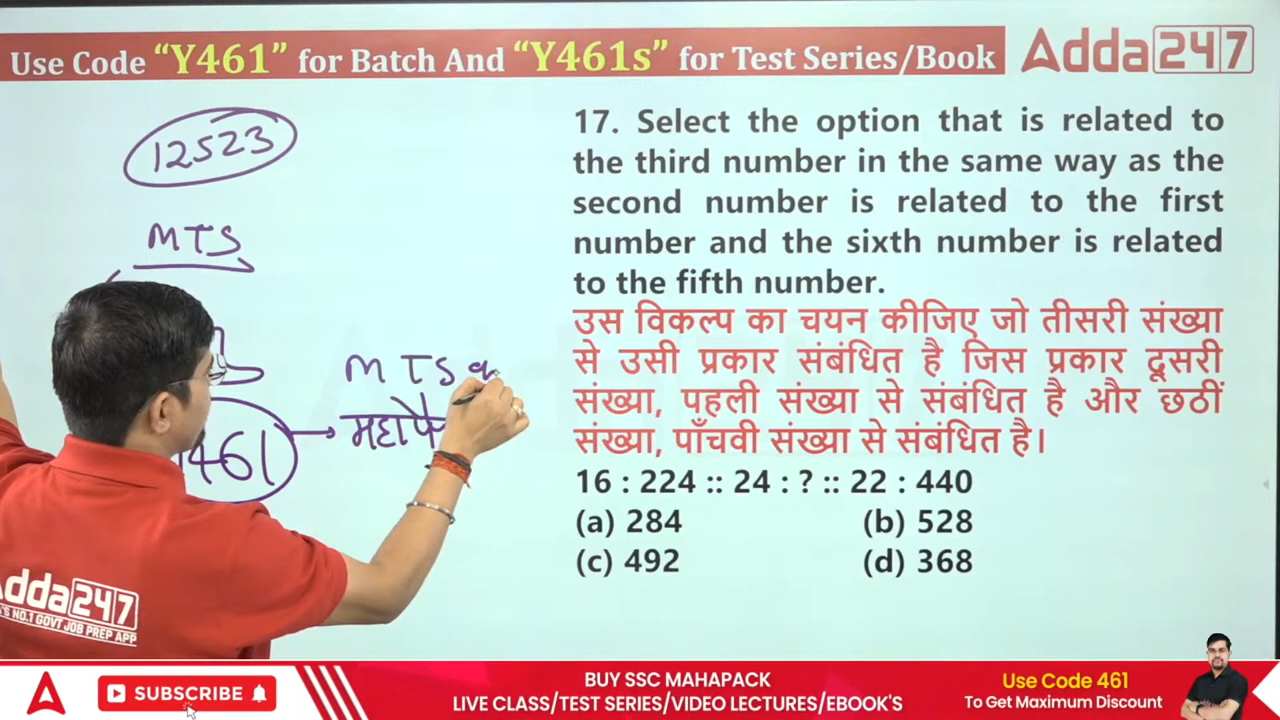 Use Code “Y461” for Batch And “Y461s” for Test Series/Book
Adda247
12523
MTS
MTS
461
महापै
17. Select the option that is related to
the third number in the same way as the
second number is related to the first
number and the sixth number is related
to the fifth number.
उस विकल्प का चयन कीजिए जो तीसरी संख्या
से उसी प्रकार संबंधित है जिस प्रकार दूसरी
संख्या, पहली संख्या से संबंधित है और छठीं
संख्या, पाँचवी संख्या से संबंधित है।
16 : 224 :: 24 : ? :: 22 : 440
(a) 284 (b) 528
(c) 492 (d) 368
Adda247
A'S NO.1 GOVT JOB PREP APP
SUBSCRIBE
BUY SSC MAHAPACK
LIVE CLASS/TEST SERIES/VIDEO LECTURES/EBOOK'S
Use Code 461
To Get Maximum Discount